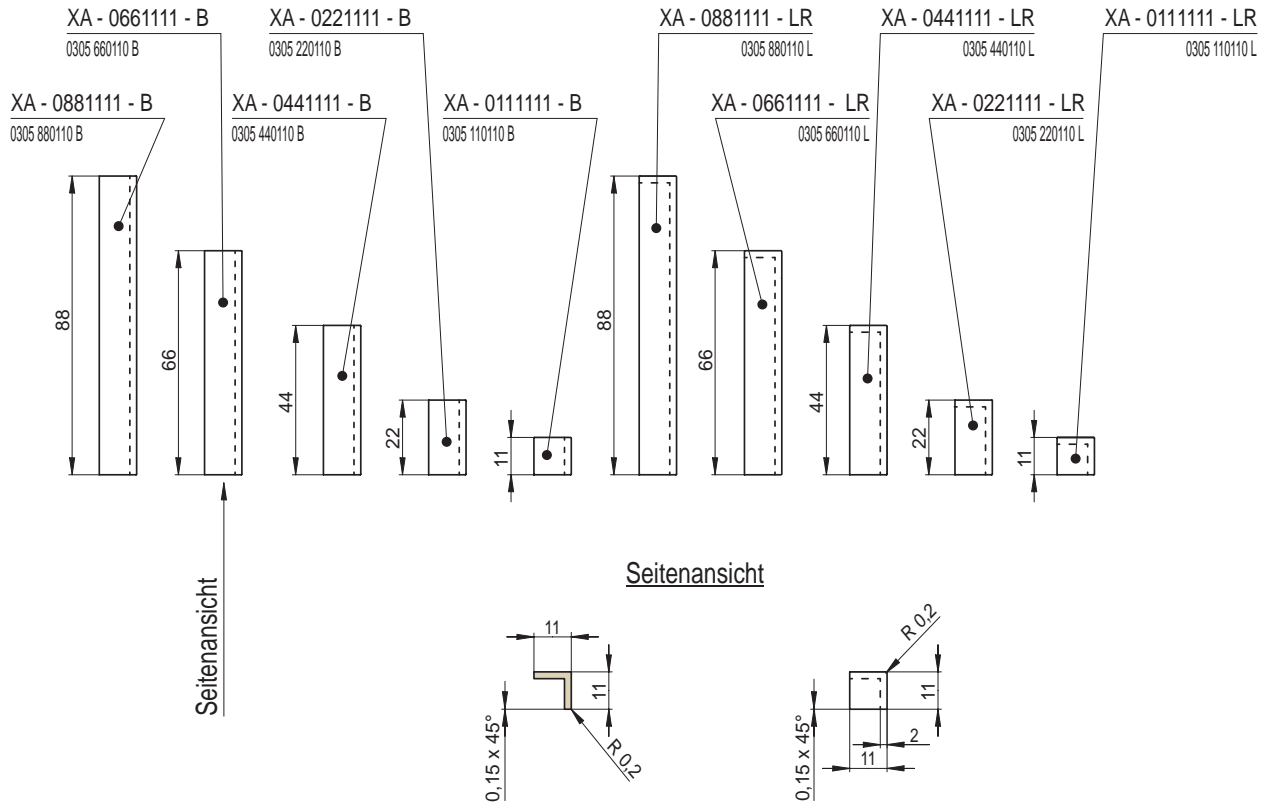 XA - 0661111 - B
0305 660110 B
XA - 0221111 - B
0305 220110 B
XA - 0881111 - LR
0305 880110 L
XA - 0441111 - LR
0305 440110 L
XA - 0111111 - LR
0305 110110 L
XA - 0881111 - B
0305 880110 B
XA - 0441111 - B
0305 440110 B
XA - 0111111 - B
0305 110110 B
XA - 0661111 - LR
0305 660110 L
XA - 0221111 - LR
0305 220110 L
88
66
44
22
11
88
66
44
22
11
Seitenansicht
Seitenansicht
11
11
0,15 x 45°
R 0,2
R 0,2
11
2
11
0,15 x 45°